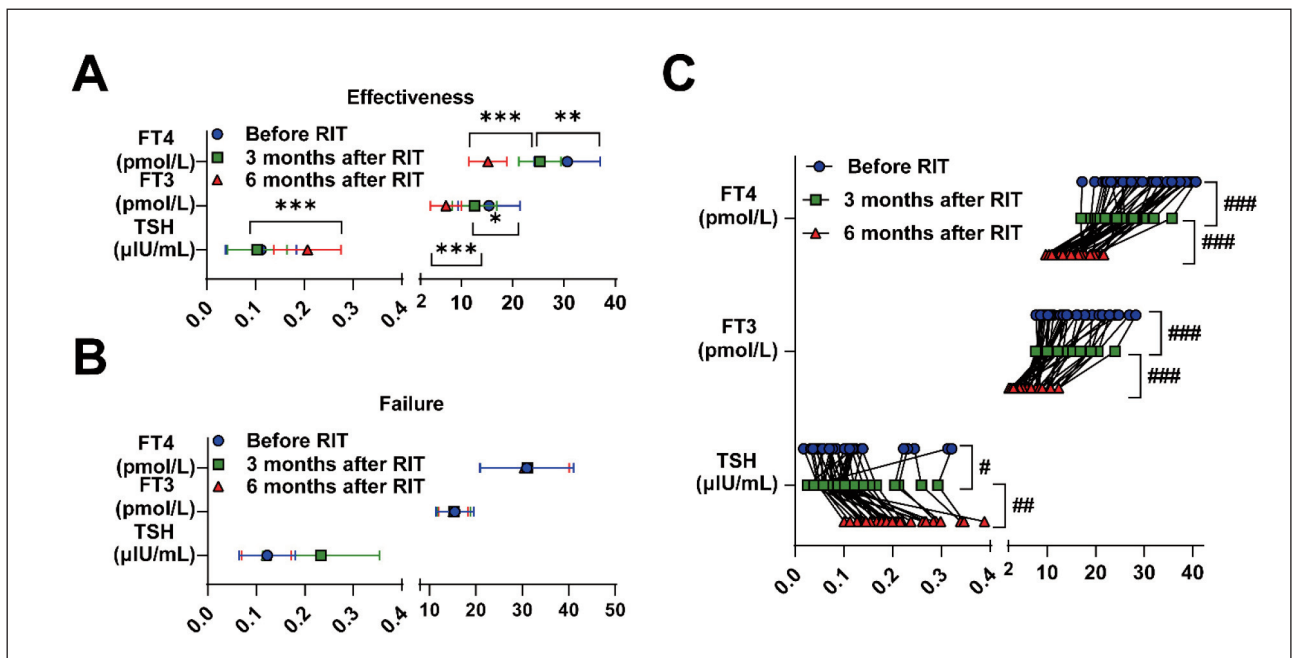 A
Effectiveness
FT4
(pmol/L)
FT3
(pmol/L)
TSH
(µIU/mL)
Before RIT
3 months after RIT
6 months after RIT
***
**
***
*
***
0.0 0.1 0.2 0.3 0.4 2 10 20 30 40
B
Failure
FT4
(pmol/L)
FT3
(pmol/L)
TSH
(µIU/mL)
Before RIT
3 months after RIT
6 months after RIT
0.0 0.1 0.2 0.3 0.4 10 20 30 40 50
C
Before RIT
3 months after RIT
6 months after RIT
FT4
(pmol/L)
###
###
FT3
(pmol/L)
###
###
TSH
(µIU/mL)
#
##
0.0 0.1 0.2 0.3 0.4 2 10 20 30 40